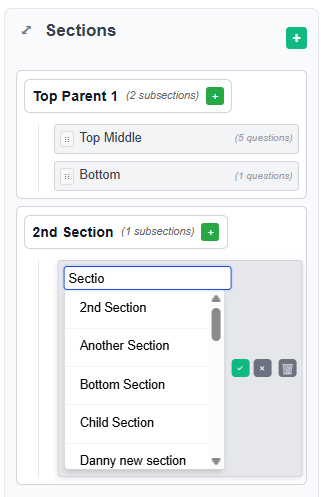 Sections
Top Parent 1 (2 subsections)
Top Middle (5 questions)
Bottom (1 questions)
2nd Section (1 subsections)
Sectio
2nd Section
Another Section
Bottom Section
Child Section
Danny new section